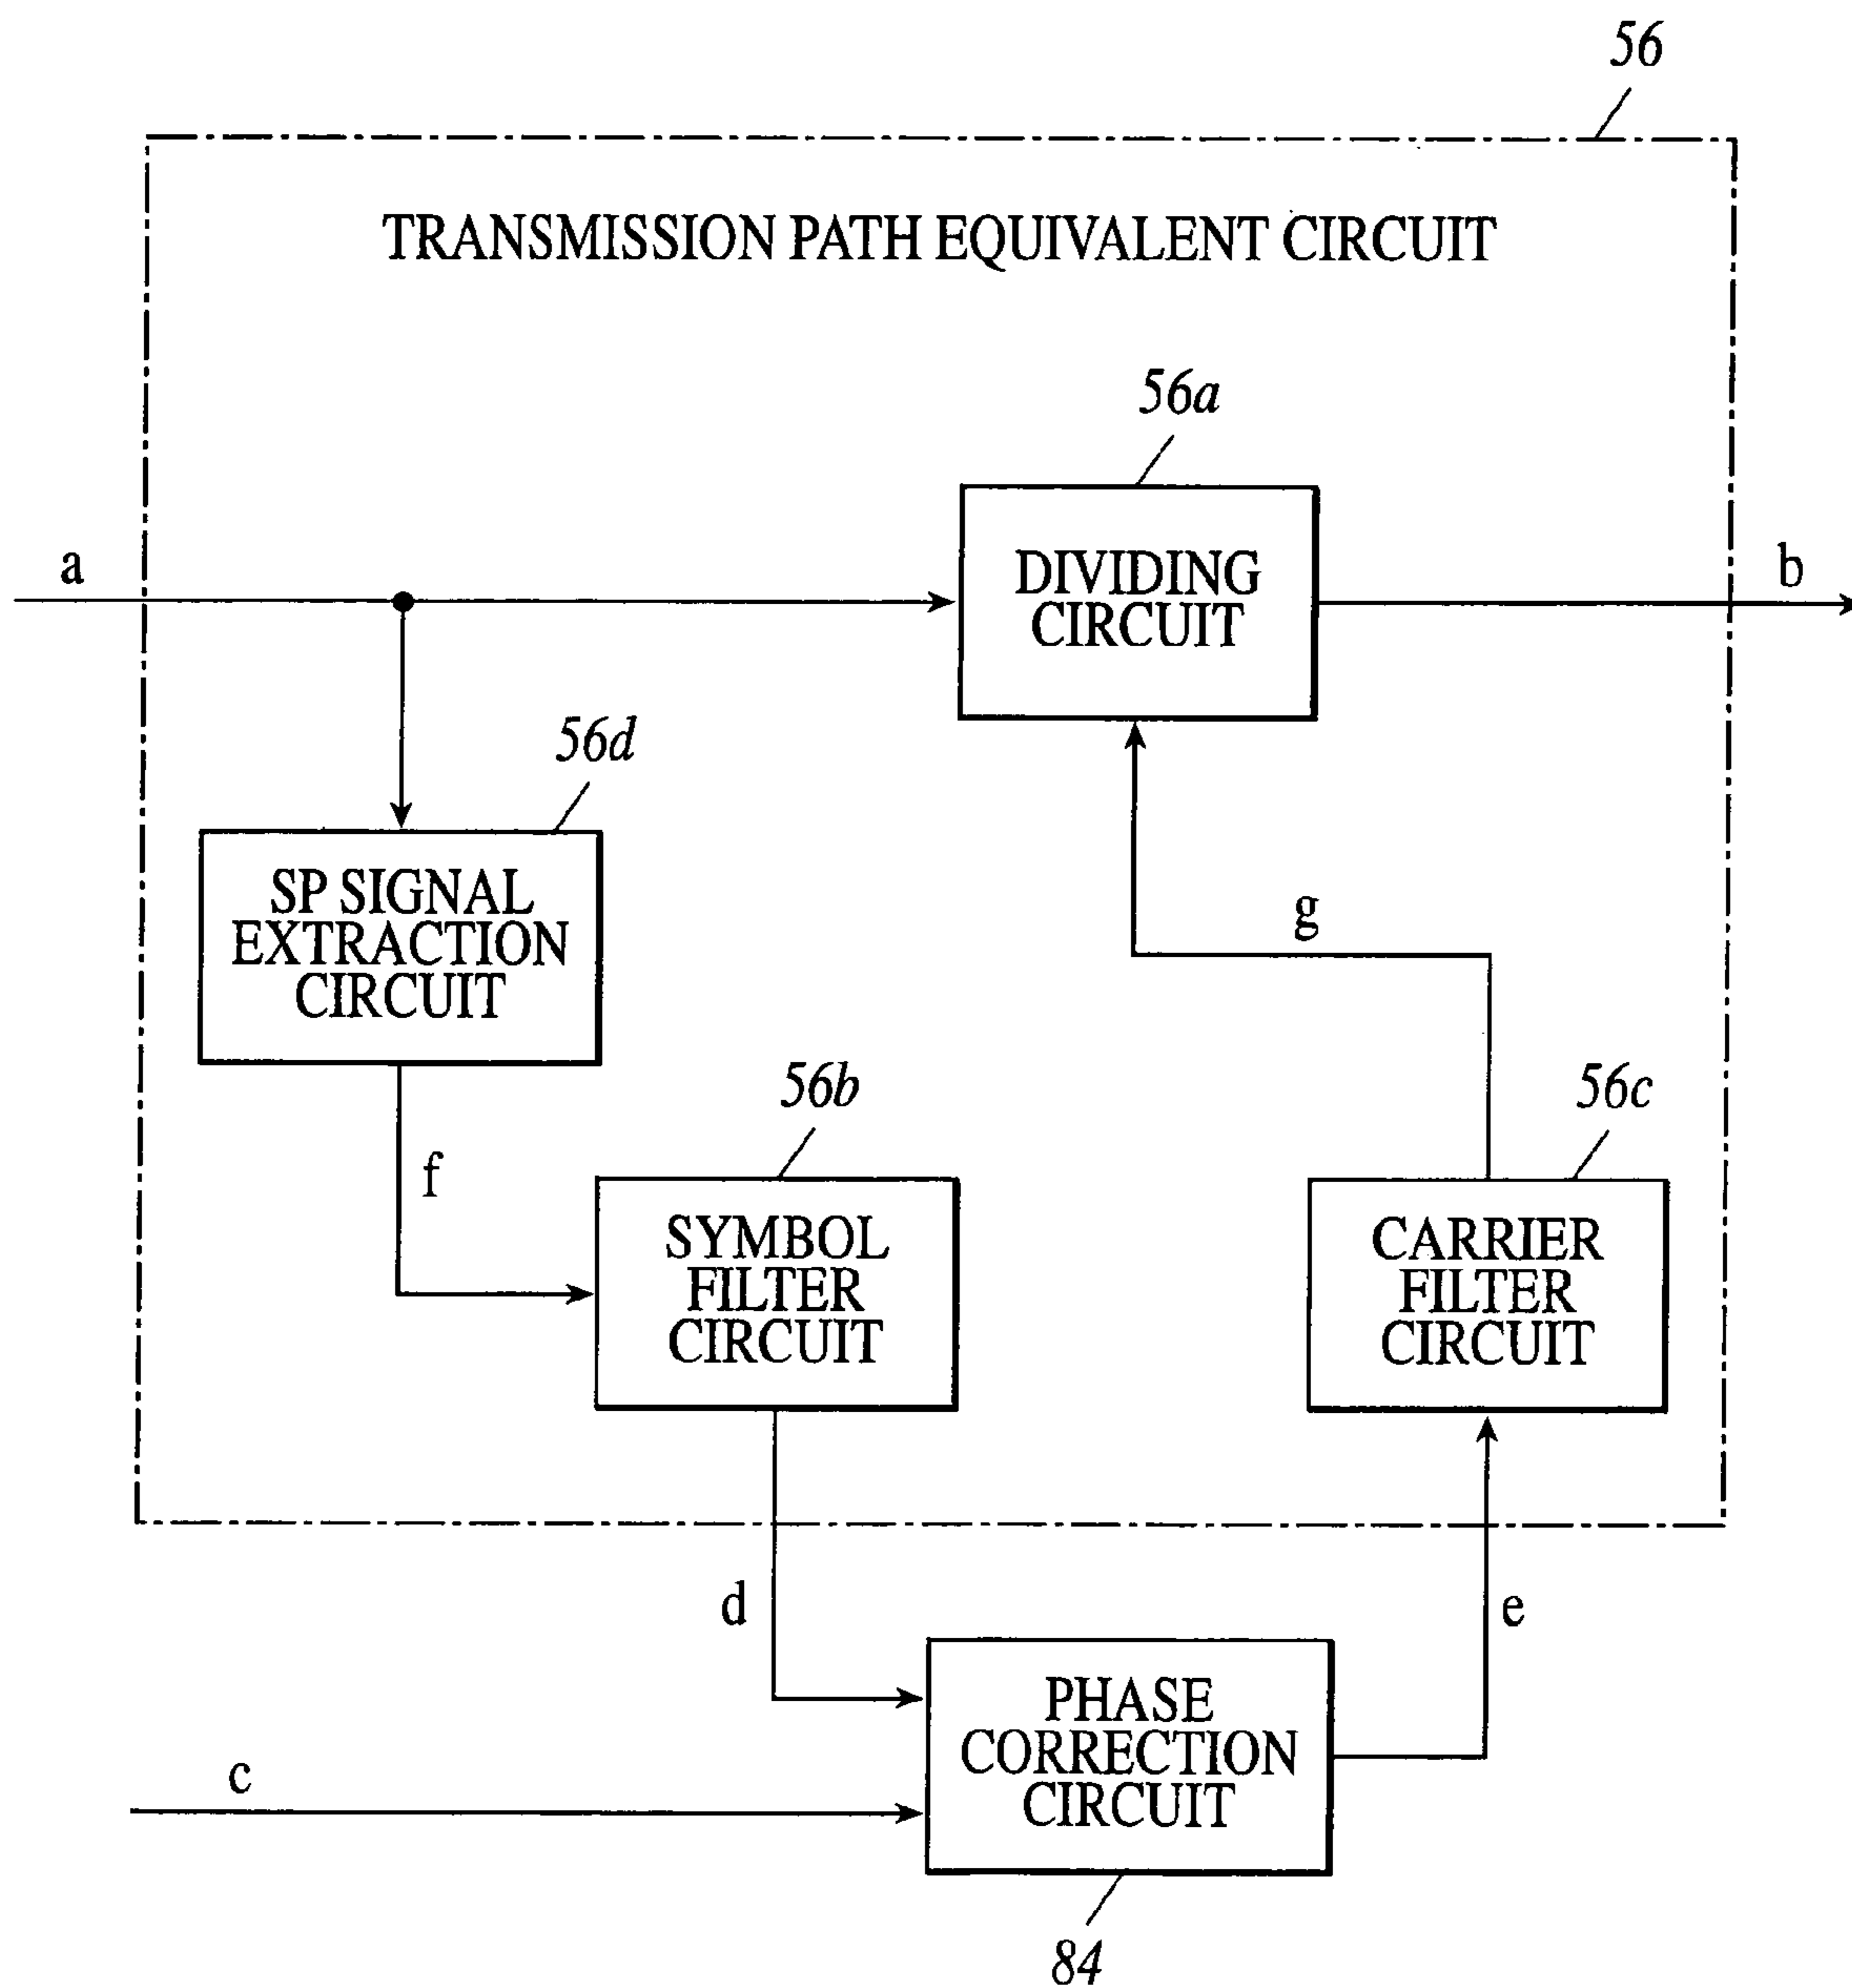 56
TRANSMISSION PATH EQUIVALENT CIRCUIT
56a
a
DIVIDING
CIRCUIT
b
56d
SP SIGNAL
EXTRACTION
CIRCUIT
g
56b
56c
f
SYMBOL
FILTER
CIRCUIT
CARRIER
FILTER
CIRCUIT
d
e
PHASE
CORRECTION
CIRCUIT
c
84